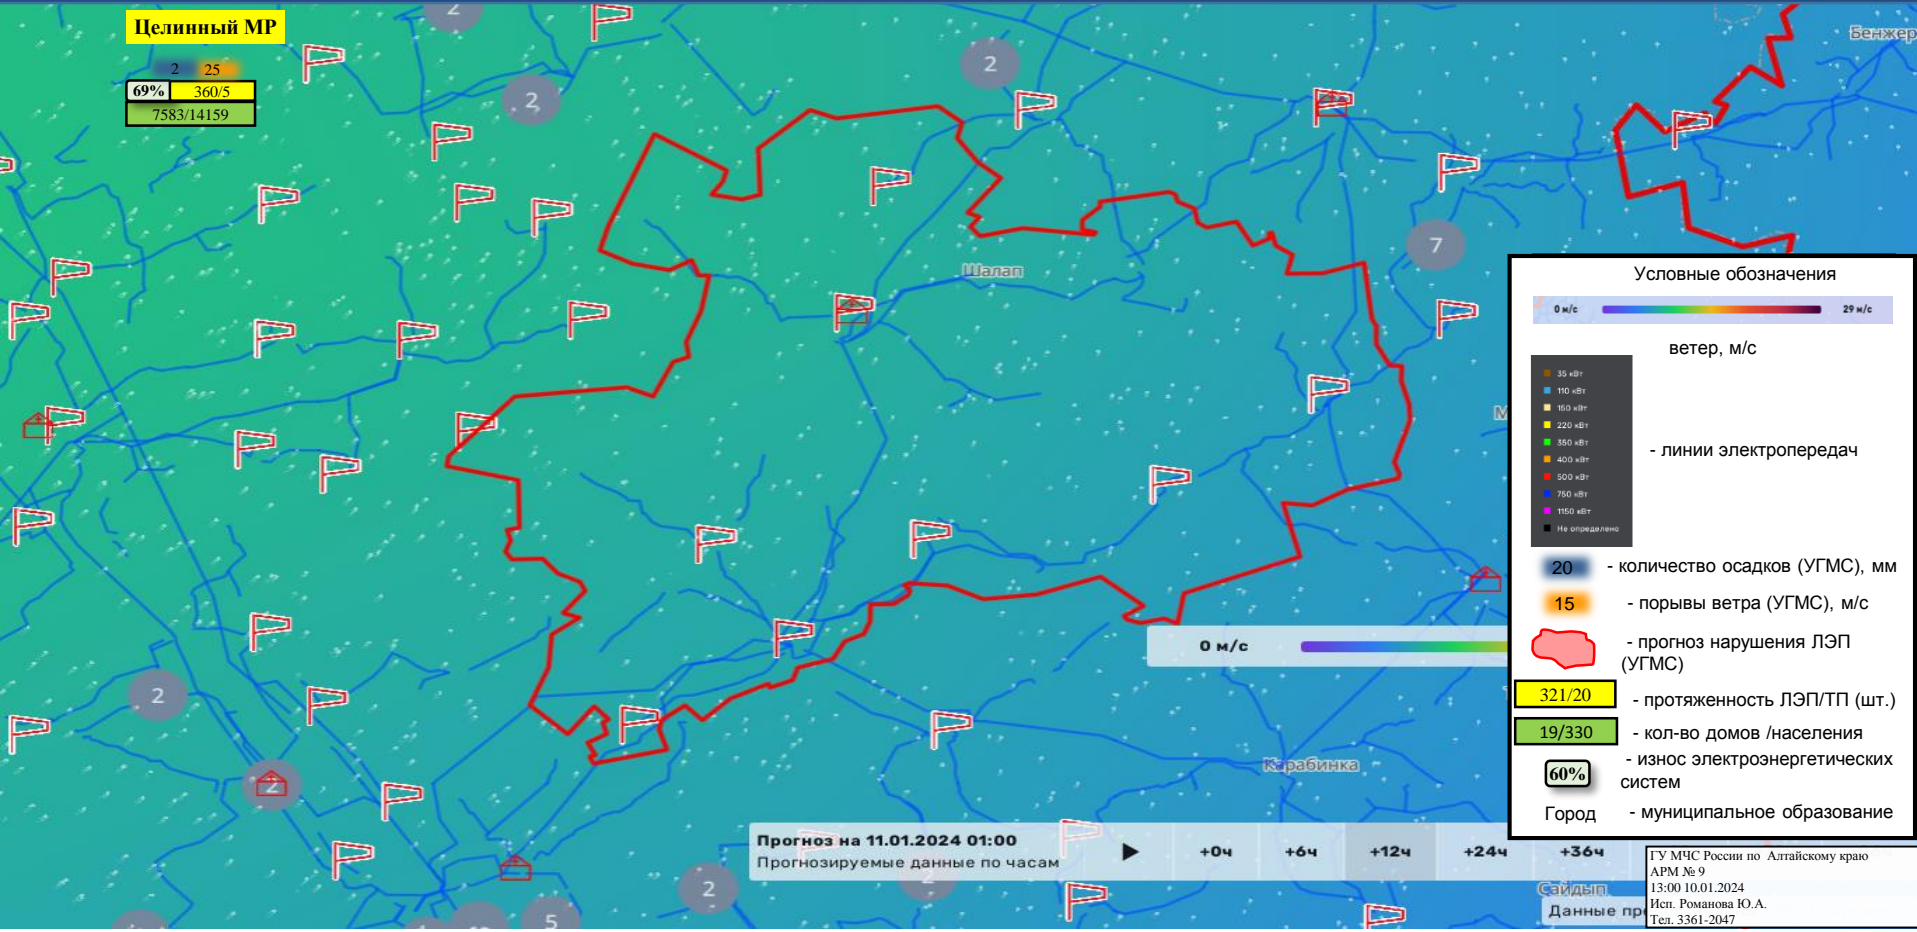 Целинный МР
2 25
69% 360/5
7583/14159
2
2
2
Бенжер
7
Шалап
Условные обозначения
0 м/с 29 м/с
ветер, м/с
35 кВт
110 кВт
150 кВт
220 кВт
350 кВт
400 кВт
500 кВт
750 кВт
1150 кВт
Не определено
- линии электропередач
М
20 - количество осадков (УГМС), мм
15 - порывы ветра (УГМС), м/с
- прогноз нарушения ЛЭП
(УГМС)
321/20 - протяженность ЛЭП/ТП (шт.)
19/330 - кол-во домов /населения
60% - износ электроэнергетических
систем
Город - муниципальное образование
0 м/с
2
2
Карабинка
Прогноз на 11.01.2024 01:00
Прогнозируемые данные по часам
+0ч +6ч +12ч +24ч +36ч
2
2
5
Сайдып
Данные пр
ГУ МЧС России по Алтайскому краю
АРМ № 9
13:00 10.01.2024
Исп. Романова Ю.А.
Тел. 3361-2047